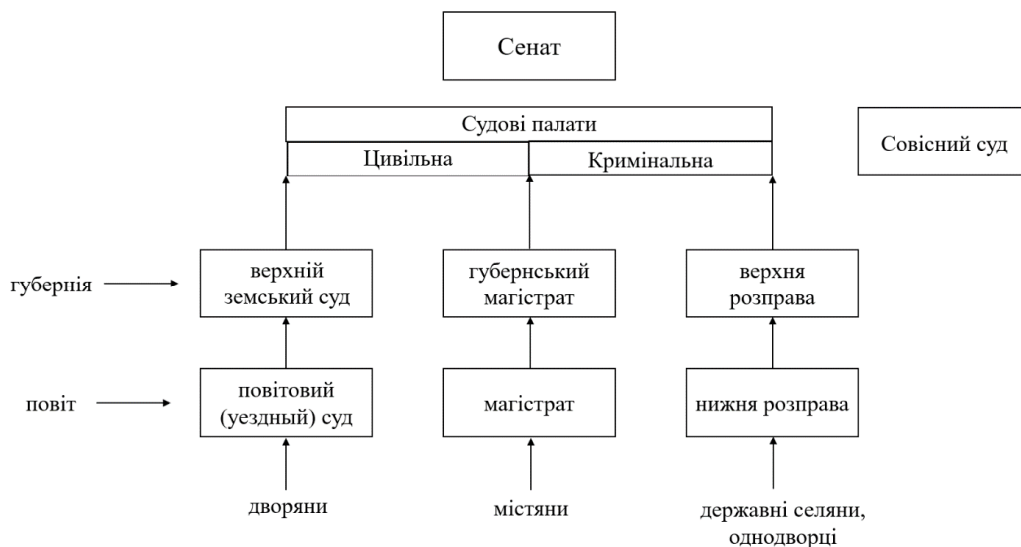 Сенат
Судові палати
Цивільна
Кримінальна
Совісний суд
губернія
верхній
земський суд
губернський
магістрат
верхня
розправа
повіт
повітовий
(уездный) суд
магістрат
нижня розправа
дворяни
містяни
державні селяни,
однодворці